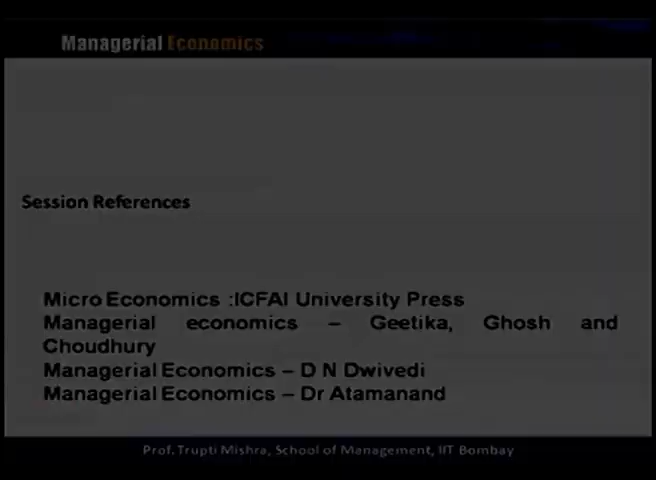 Managerial Economics
Session References
Micro Economics :ICFAI University Press
Managerial economics – Geetika, Ghosh and
Choudhury
Managerial Economics – D N Dwivedi
Managerial Economics – Dr Atamanand
Prof. Trupti Mishra, School of Management, IIT Bombay